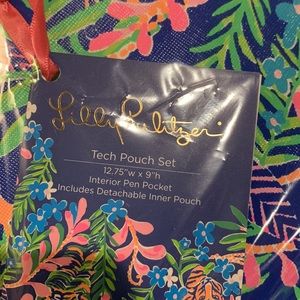 Lilly Pulitzer
Tech Pouch Set
12.75"w x 9"h
Interior Pen Pocket
Includes Detachable Inner Pouch